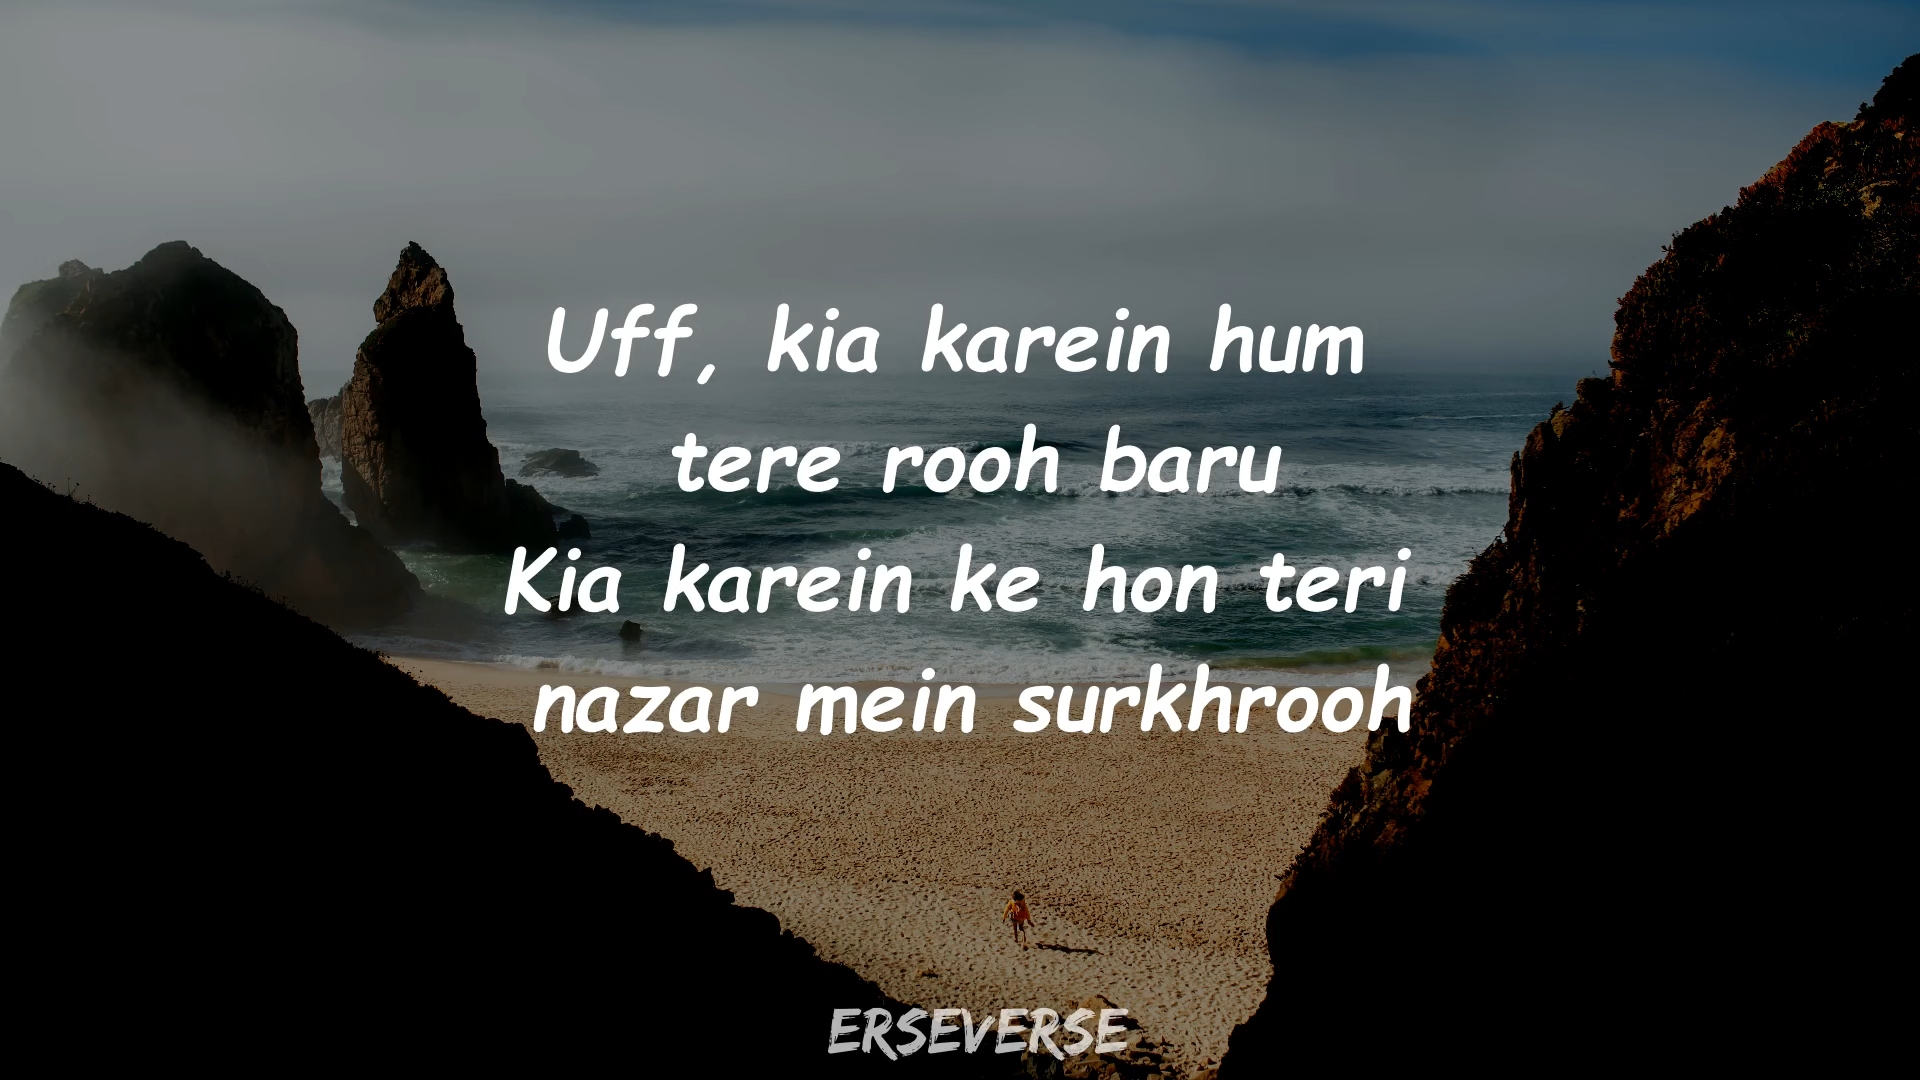 Uff, kia karein hum
tere rooh baru
Kia karein ke hon teri
nazar mein surkhrooh
ERSEVERSE